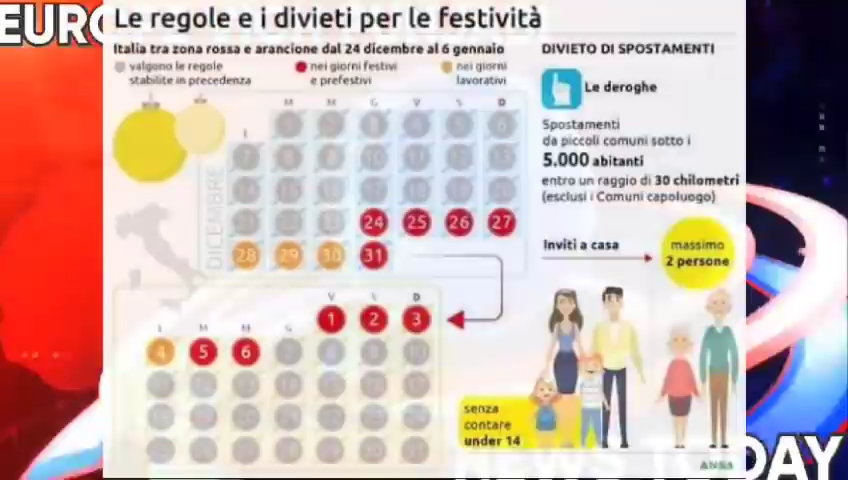 EURO
Le regole e i divieti per le festività
Italia tra zona rossa e arancione dal 24 dicembre al 6 gennaio
valgono le regole
stabilite in precedenza
nei giorni festivi
e prefestivi
nei giorni
lavorativi
DIVIETO DI SPOSTAMENTI
Le deroghe
Spostamenti
da piccoli comuni sotto i
5.000 abitanti
entro un raggio di 30 chilometri
(esclusi i Comuni capoluogo)
Inviti a casa
massimo
2 persone
senza
contare
under 14
DICEMBRE
L M M G V S D
24 25 26 27
28 29 30 31
V S D
L M M G
1 2 3
4 5 6
ANSA
NEWS TODAY